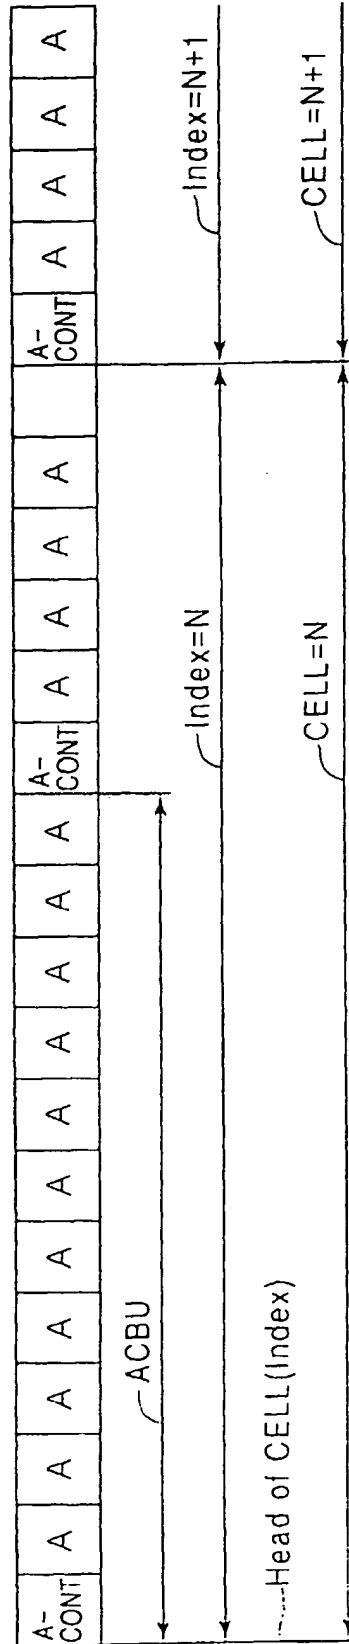 A-CONT A A A A A A A A A A A A-CONT A A A A A-CONT A A A A
ACBU
Index=N
Index=N+1
Head of CELL(Index)
CELL=N
CELL=N+1